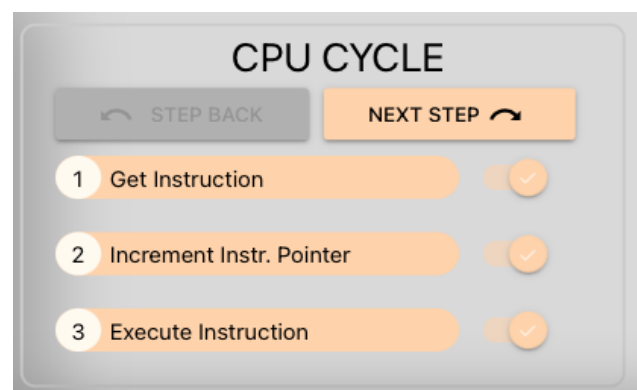 CPU CYCLE
STEP BACK
NEXT STEP
1 Get Instruction
2 Increment Instr. Pointer
3 Execute Instruction